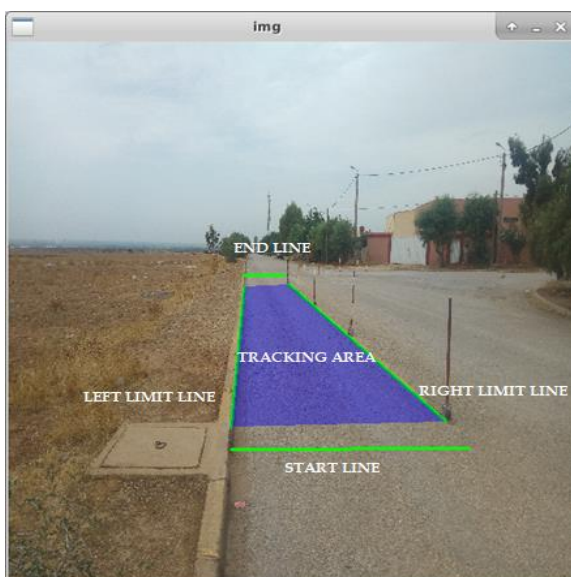 img
END LINE
TRACKING AREA
RIGHT LIMIT LINE
LEFT LIMIT LINE
START LINE